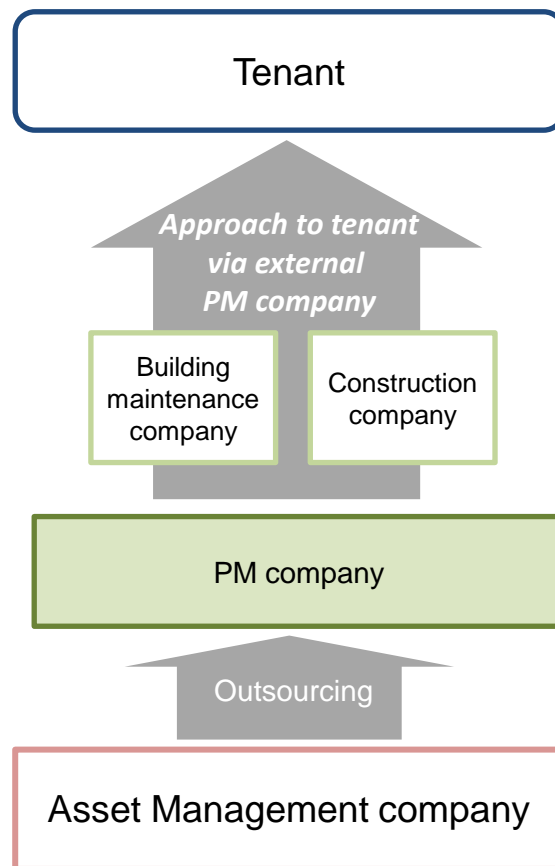 Tenant
Approach to tenant
via external
PM company
Building
maintenance
company
Construction
company
PM company
Outsourcing
Asset Management company